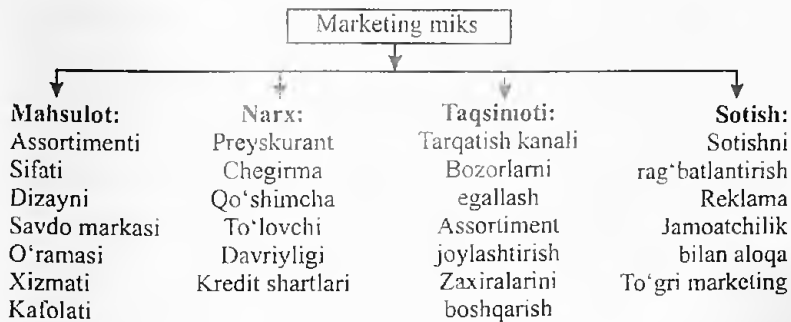 Marketing miks
Mahsulot:
Assortimenti
Sifati
Dizayni
Savdo markasi
O‘ramasi
Xizmati
Kafolati
Narx:
Preyskurant
Chegirma
Qo‘shimcha
To‘lovchi
Davriyligi
Kredit shartlari
Taqsimoti:
Tarqatish kanali
Bozorlarni
egallash
Assortiment
joylashtirish
Zaxiralarini
boshqarish
Sotish:
Sotishni
rag‘batlantirish
Reklama
Jamoatchilik
bilan aloqa
To‘gri marketing